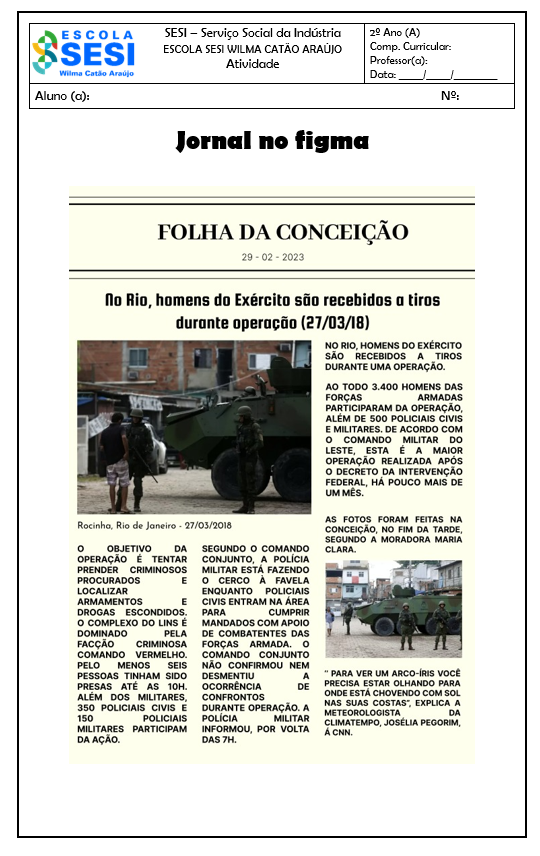 ESCOLA
SESI
Wilma Catão Araújo
SESI – Serviço Social da Indústria
ESCOLA SESI WILMA CATÃO ARAÚJO
Atividade
2º Ano (A)
Comp. Curricular:
Professor(a):
Data: ____/____/________
Aluno (a):
Nº:
Jornal no figma
FOLHA DA CONCEIÇÃO
29 - 02 - 2023
No Rio, homens do Exército são recebidos a tiros
durante operação (27/03/18)
Rocinha, Rio de Janeiro - 27/03/2018
O OBJETIVO DA
OPERAÇÃO É TENTAR
PRENDER CRIMINOSOS
PROCURADOS E
LOCALIZAR
ARMAMENTOS E
DROGAS ESCONDIDOS.
O COMPLEXO DO LINS É
DOMINADO PELA
FACÇÃO CRIMINOSA
COMANDO VERMELHO.
PELO MENOS SEIS
PESSOAS TINHAM SIDO
PRESAS ATÉ AS 10H.
ALÉM DOS MILITARES,
350 POLICIAIS CIVIS E
150 POLICIAIS
MILITARES PARTICIPAM
DA AÇÃO.
SEGUNDO O COMANDO
CONJUNTO, A POLÍCIA
MILITAR ESTÁ FAZENDO
O CERCO À FAVELA
ENQUANTO POLICIAIS
CIVIS ENTRAM NA ÁREA
PARA CUMPRIR
MANDADOS COM APOIO
DE COMBATENTES DAS
FORÇAS ARMADA. O
COMANDO CONJUNTO
NÃO CONFIRMOU NEM
DESMENTIU A
OCORRÊNCIA DE
CONFRONTOS
DURANTE OPERAÇÃO. A
POLÍCIA MILITAR
INFORMOU, POR VOLTA
DAS 7H.
NO RIO, HOMENS DO EXÉRCITO
SÃO RECEBIDOS A TIROS
DURANTE UMA OPERAÇÃO.
AO TODO 3.400 HOMENS DAS
FORÇAS ARMADAS
PARTICIPARAM DA OPERAÇÃO,
ALÉM DE 500 POLICIAIS CIVIS
E MILITARES. DE ACORDO COM
O COMANDO MILITAR DO
LESTE, ESTA É A MAIOR
OPERAÇÃO REALIZADA APÓS
O DECRETO DA INTERVENÇÃO
FEDERAL, HÁ POUCO MAIS DE
UM MÊS.
AS FOTOS FORAM FEITAS NA
CONCEIÇÃO, NO FIM DA TARDE,
SEGUNDO A MORADORA MARIA
CLARA.
" PARA VER UM ARCO-ÍRIS VOCÊ
PRECISA ESTAR OLHANDO PARA
ONDE ESTÁ CHOVENDO COM SOL
NAS SUAS COSTAS", EXPLICA A
METEOROLOGISTA DA
CLIMATEMPO, JOSÉLIA PEGORIM,
Á CNN.